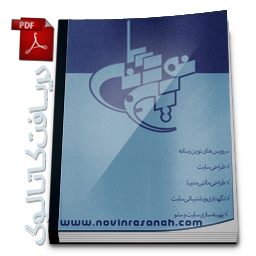 PDF
دریافت کاتالوگ
سرویس های نوین رسانه
طراحی سایت
طراحی مالتی مدیا
نگهداری و پشتیبانی سایت
بهینه سازی سایت و سئو
www.novinresaneh.com